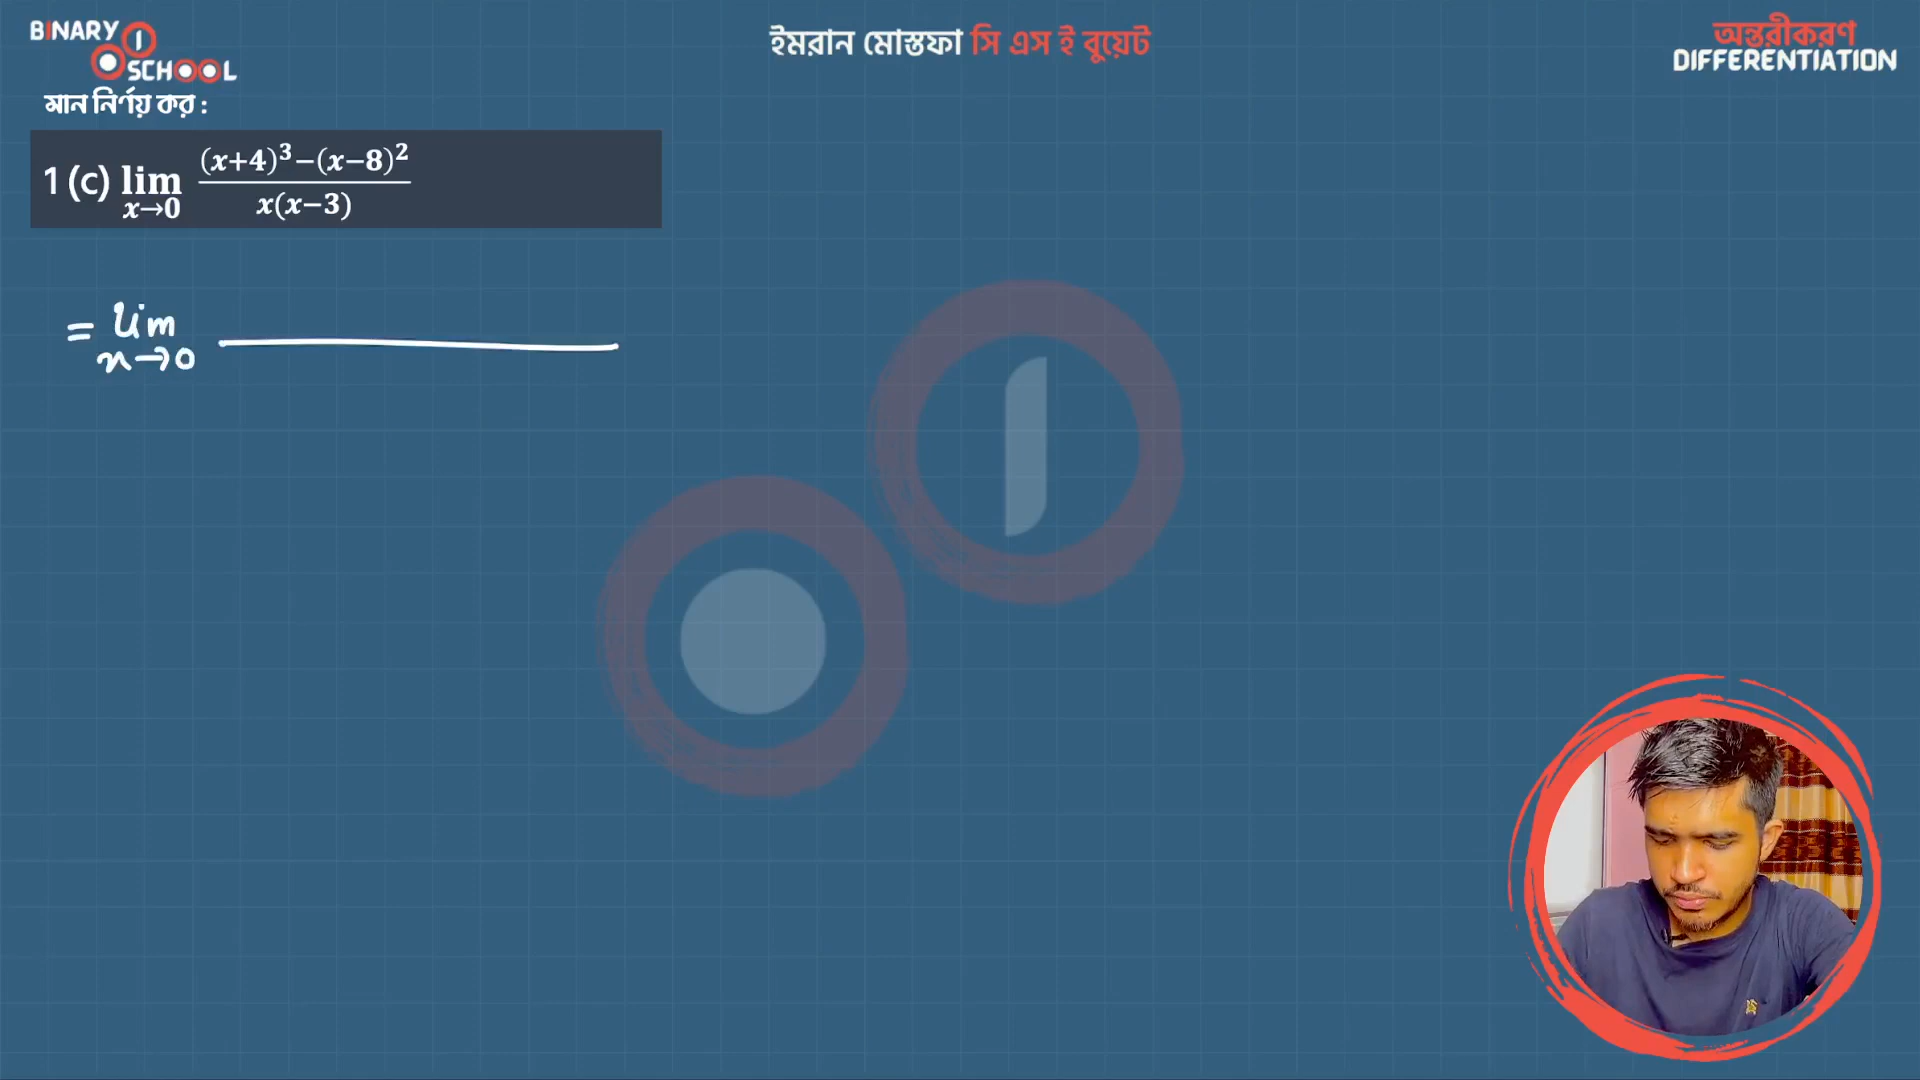 BINARY SCHOOL
ইমরান মোস্তফা সি এস ই বুয়েট
অন্তরীকরণ
DIFFERENTIATION
মান নির্ণয় কর :
1 (c) lim x→0 (x+4)³−(x−8)² / x(x−3)
= lim x→0